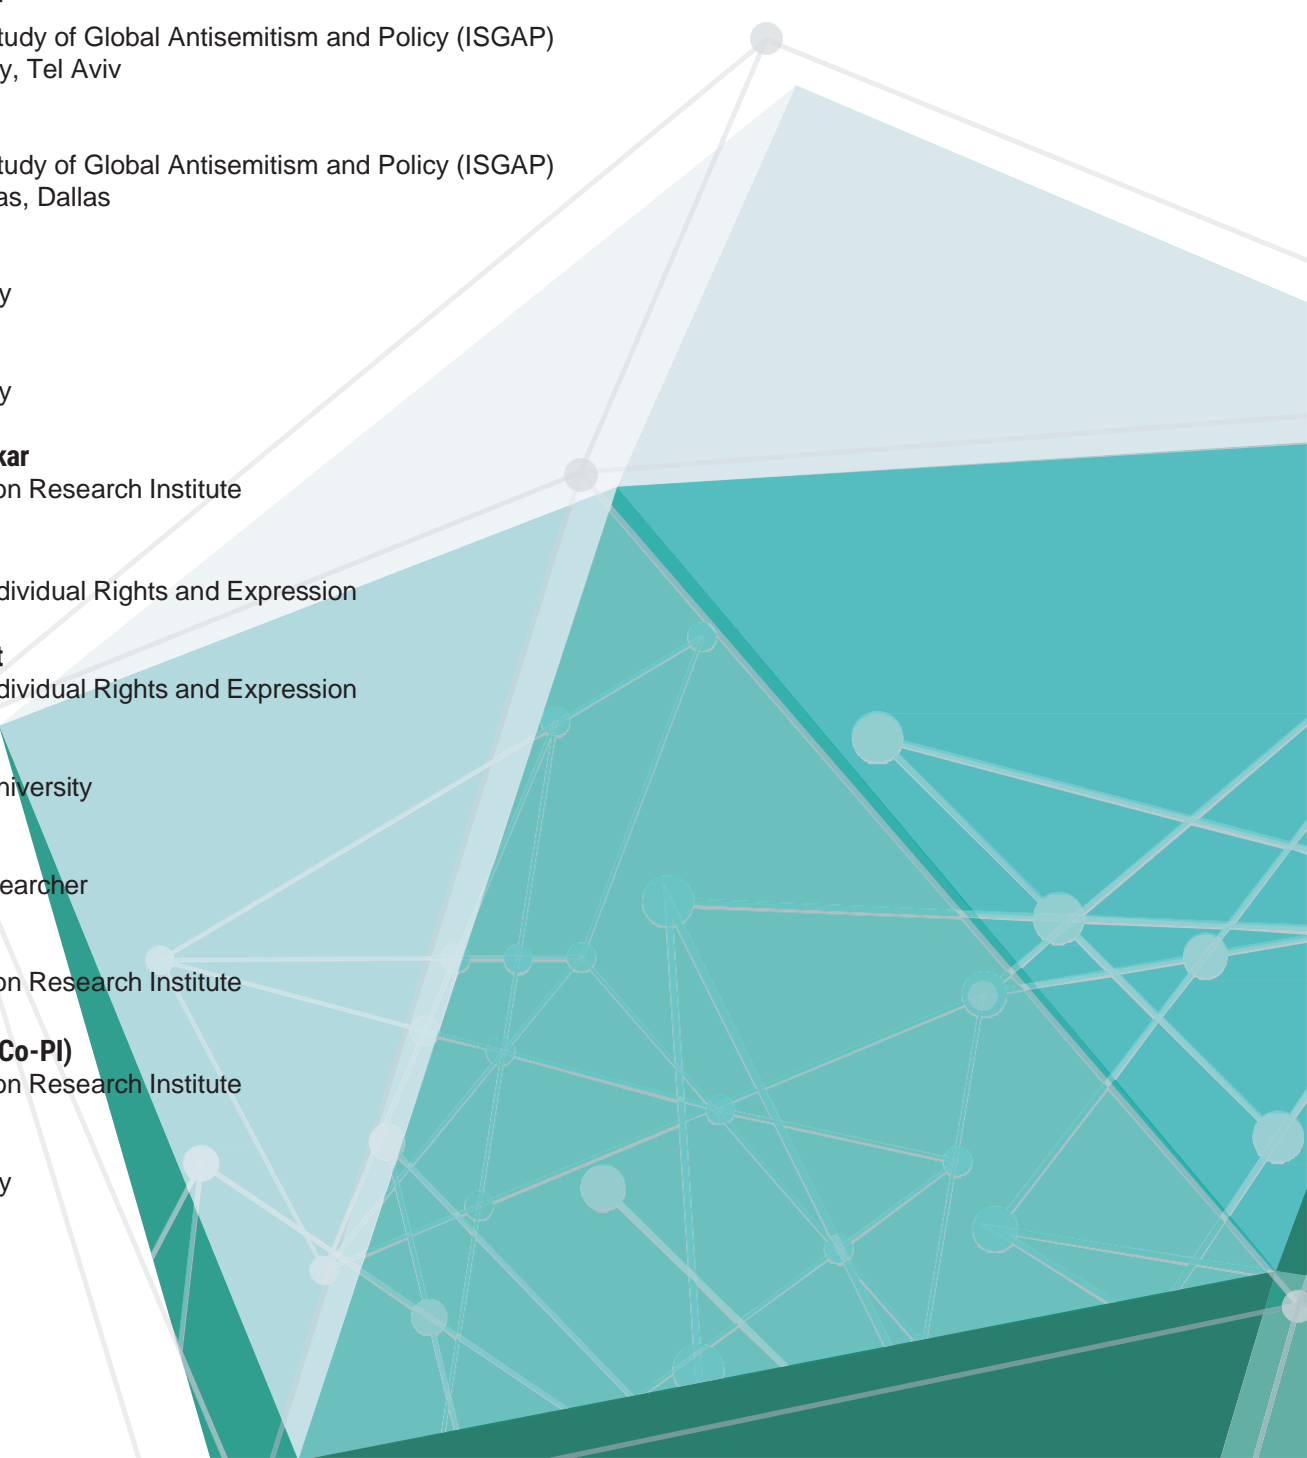 tudy of Global Antisemitism and Policy (ISGAP)
y, Tel Aviv
tudy of Global Antisemitism and Policy (ISGAP)
as, Dallas
y
y
kar
on Research Institute
dividual Rights and Expression
t
dividual Rights and Expression
niversity
earcher
on Research Institute
Co-PI)
on Research Institute
y